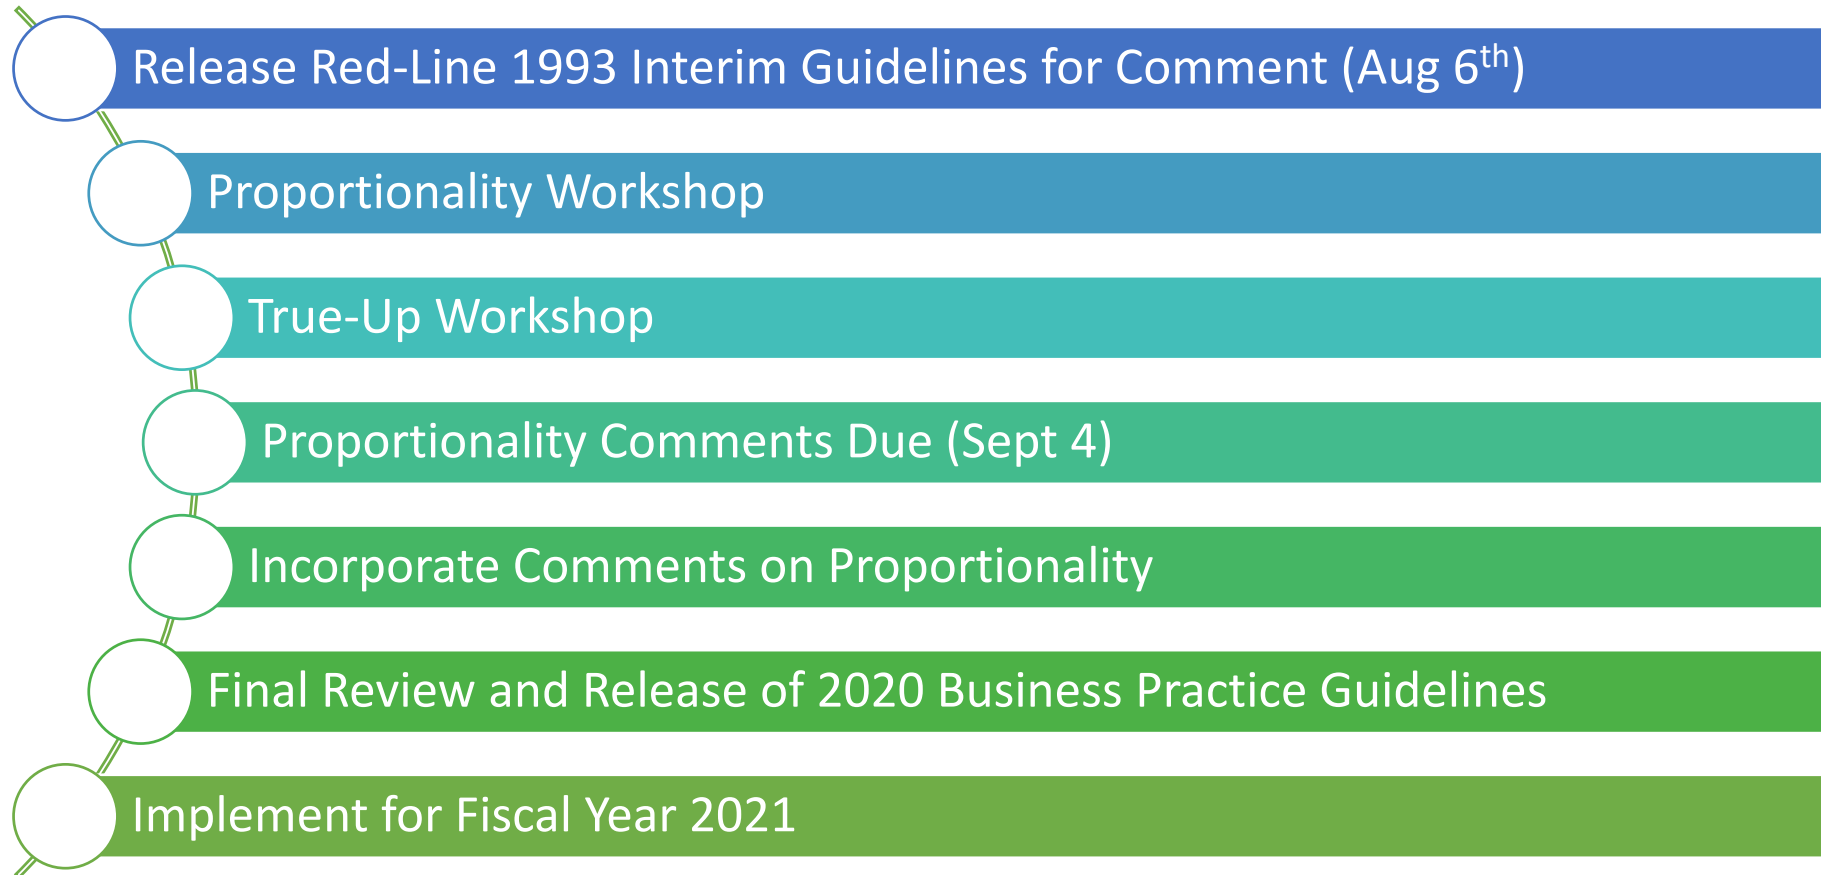 Release Red-Line 1993 Interim Guidelines for Comment (Aug 6th)
Proportionality Workshop
True-Up Workshop
Proportionality Comments Due (Sept 4)
Incorporate Comments on Proportionality
Final Review and Release of 2020 Business Practice Guidelines
Implement for Fiscal Year 2021